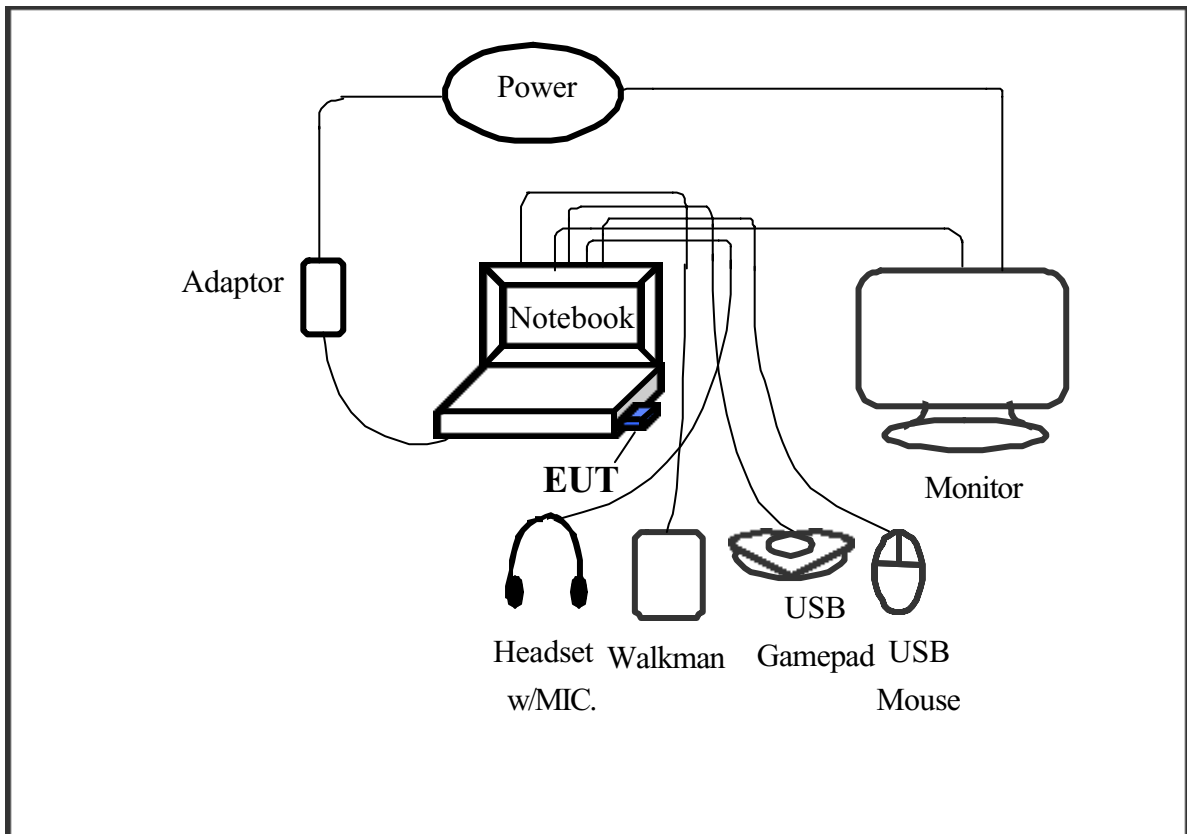 Power
Adaptor
Notebook
EUT
Monitor
Headset
w/MIC.
Walkman
USB
Gamepad
USB
Mouse